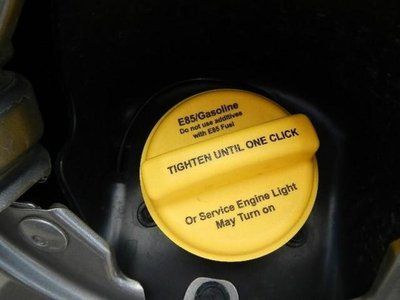 E85/Gasoline
Do not use additives
with E85 Fuel
TIGHTEN UNTIL ONE CLICK
Or Service Engine Light
May Turn on